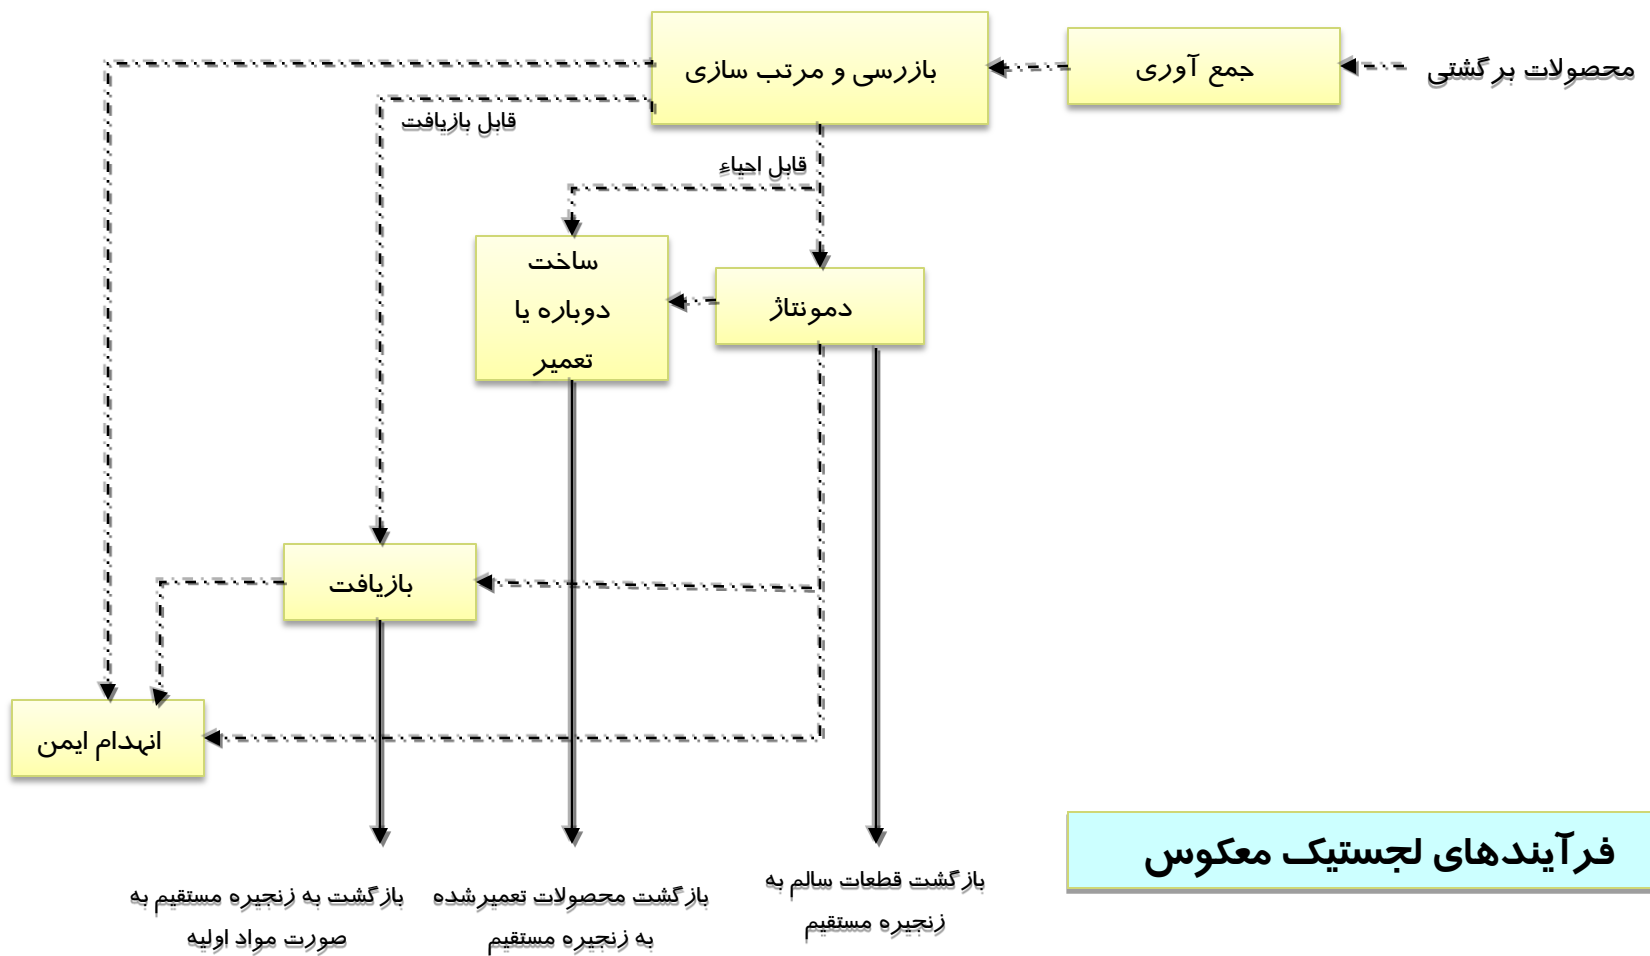 محصولات برگشتی
جمع آوری
بازرسی و مرتب سازی
قابل بازیافت
قابل احیاء
ساخت
دوباره یا
تعمیر
دمونتاژ
بازیافت
انهدام ایمن
فرآیندهای لجستیک معکوس
بازگشت قطعات سالم به
زنجیره مستقیم
بازگشت محصولات تعمیرشده
به زنجیره مستقیم
بازگشت به زنجیره مستقیم به
صورت مواد اولیه